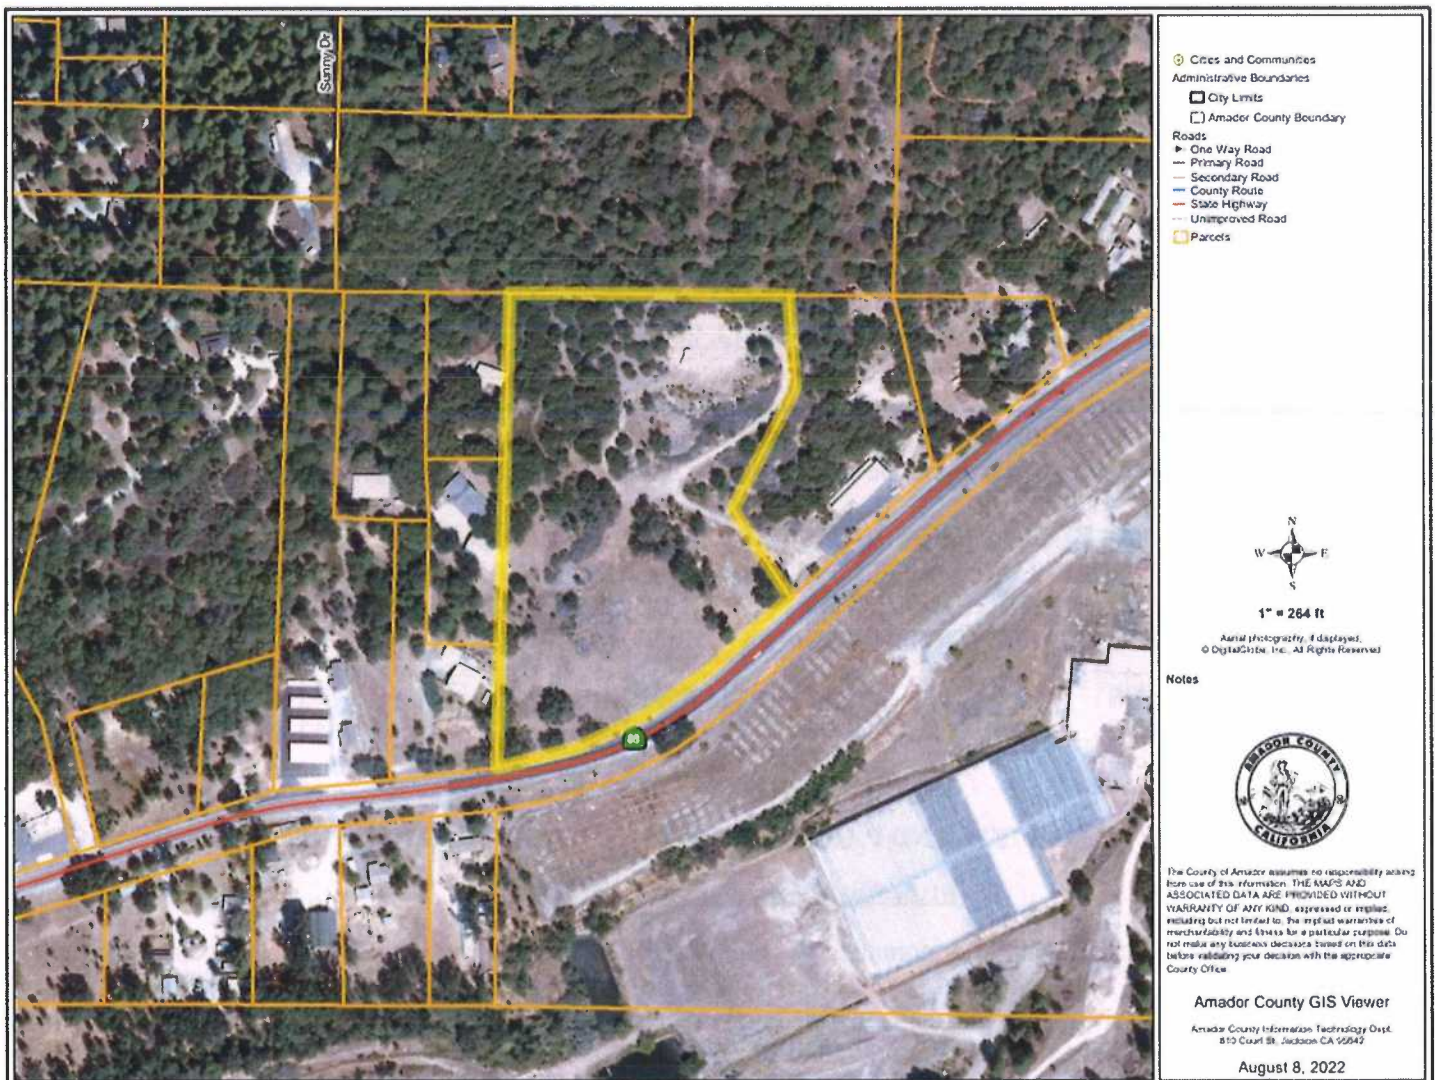 Sunny Dr
88
Cities and Communities
Administrative Boundaries
City Limits
Amador County Boundary
Roads
One Way Road
Primary Road
Secondary Road
County Route
State Highway
Unimproved Road
Parcels
N
W E
S
1" = 264 ft
Aerial photography, if displayed,
© DigitalGlobe, Inc., All Rights Reserved
Notes
AMADOR COUNTY
CALIFORNIA
The County of Amador assumes no responsibility arising
from use of this information. THE MAPS AND
ASSOCIATED DATA ARE PROVIDED WITHOUT
WARRANTY OF ANY KIND, expressed or implied,
including but not limited to, the implied warranties of
merchantability and fitness for a particular purpose. Do
not make any business decisions based on this data
before validating your decision with the appropriate
County Office.
Amador County GIS Viewer
Amador County Information Technology Dept.
810 Court St, Jackson CA 95642
August 8, 2022